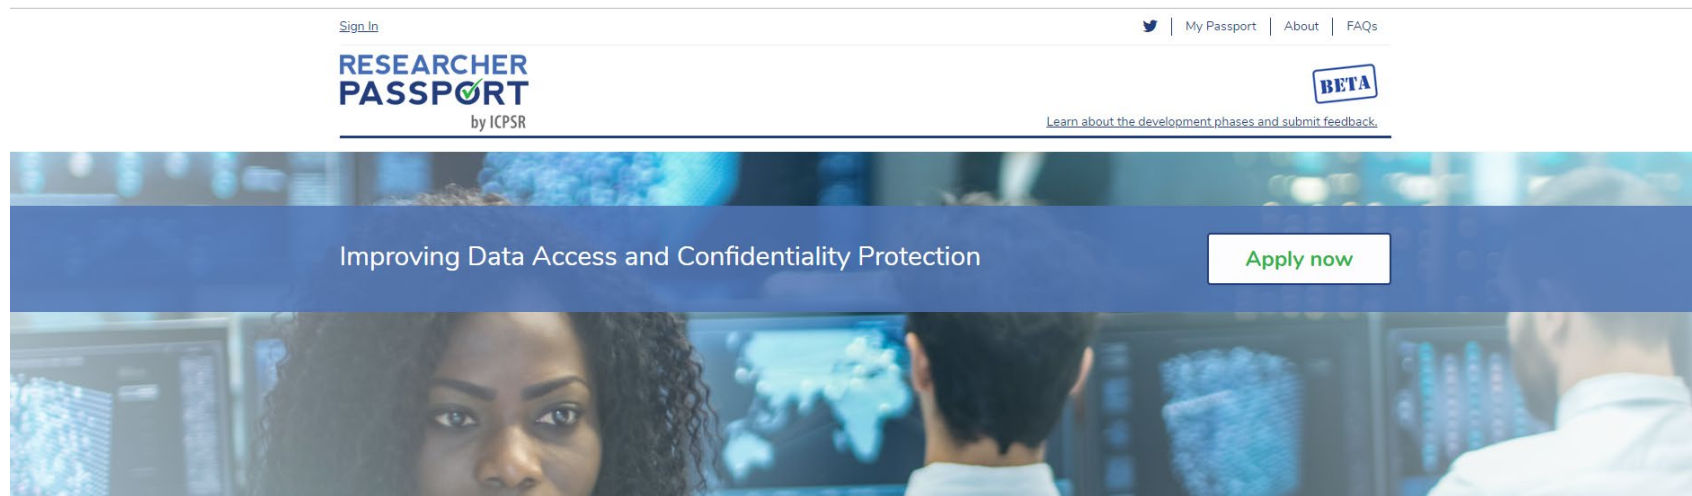 Sign In
My Passport
About
FAQs
RESEARCHER
PASSPORT
by ICPSR
BETA
Learn about the development phases and submit feedback.
Improving Data Access and Confidentiality Protection
Apply now